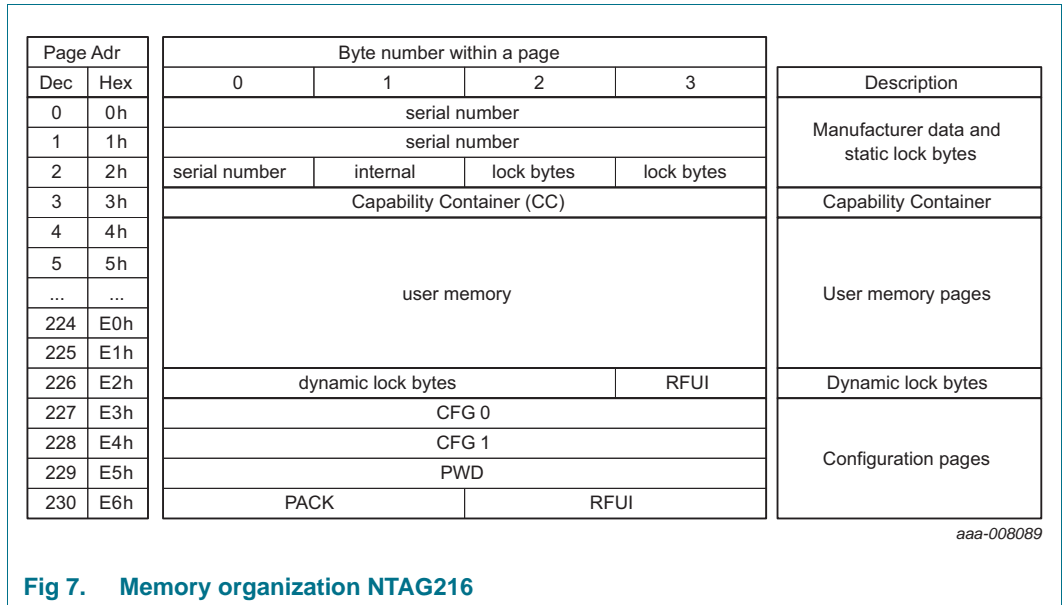 Page Adr Byte number within a page
Dec Hex 0 1 2 3 Description
0 0h serial number
Manufacturer data and
static lock bytes
1 1h serial number
2 2h serial number internal lock bytes lock bytes
3 3h Capability Container (CC) Capability Container
4 4h
5 5h
... ... user memory User memory pages
224 E0h
225 E1h
226 E2h dynamic lock bytes RFUI Dynamic lock bytes
227 E3h CFG 0
228 E4h CFG 1
Configuration pages
229 E5h PWD
230 E6h PACK RFUI
aaa-008089
Fig 7. Memory organization NTAG216